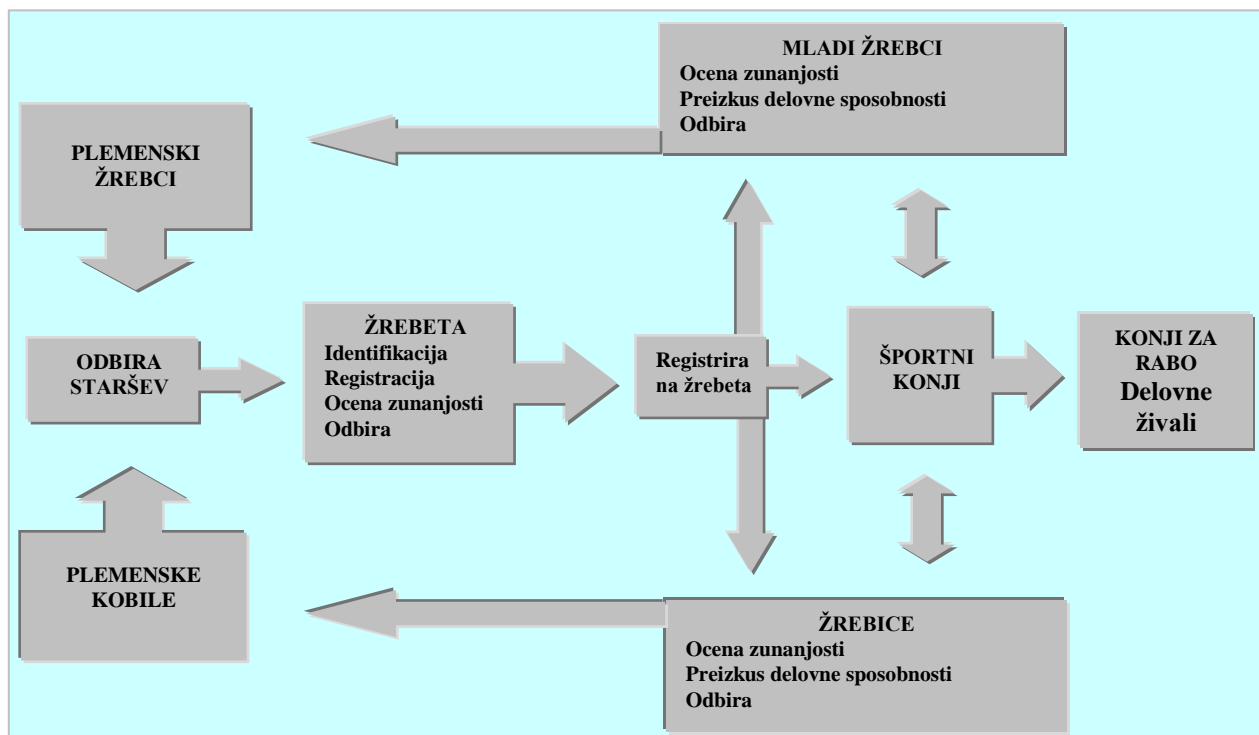 MLADI ŽREBCI
Ocena zunanjosti
Preizkus delovne sposobnosti
Odbira
PLEMENSKI
ŽREBCI
ODBIRA
STARŠEV
ŽREBETA
Identifikacija
Registracija
Ocena zunanjosti
Odbira
Registrira
na žrebeta
ŠPORTNI
KONJI
KONJI ZA
RABO
Delovne
živali
PLEMENSKE
KOBILE
ŽREBICE
Ocena zunanjosti
Preizkus delovne sposobnosti
Odbira